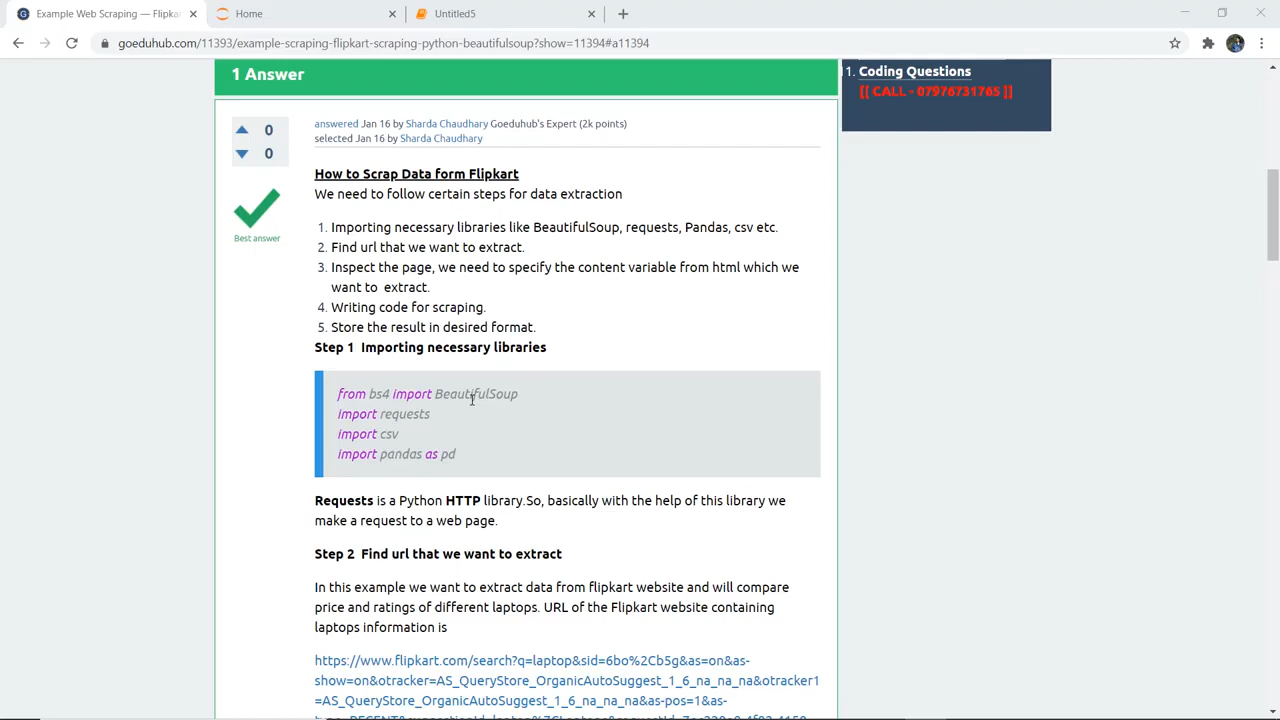 Example Web Scraping — Flipka
Home
Untitled5
goeduhub.com/11393/example-scraping-flipkart-scraping-python-beautifulsoup?show=11394#a11394
1 Answer
11. Coding Questions
[[ CALL - 07976731765 ]]
0
0
Best answer
answered Jan 16 by Sharda Chaudhary Goeduhub's Expert (2k points)
selected Jan 16 by Sharda Chaudhary
How to Scrap Data form Flipkart
We need to follow certain steps for data extraction
1. Importing necessary libraries like BeautifulSoup, requests, Pandas, csv etc.
2. Find url that we want to extract.
3. Inspect the page, we need to specify the content variable from html which we
want to extract.
4. Writing code for scraping.
5. Store the result in desired format.
Step 1 Importing necessary libraries
from bs4 import BeautifulSoup
import requests
import csv
import pandas as pd
Requests is a Python HTTP library.So, basically with the help of this library we
make a request to a web page.
Step 2 Find url that we want to extract
In this example we want to extract data from flipkart website and will compare
price and ratings of different laptops. URL of the Flipkart website containing
laptops information is
https://www.flipkart.com/search?q=laptop&sid=6bo%2Cb5g&as=on&as-
show=on&otracker=AS_QueryStore_OrganicAutoSuggest_1_6_na_na_na&otracker1
=AS_QueryStore_OrganicAutoSuggest_1_6_na_na_na&as-pos=1&as-